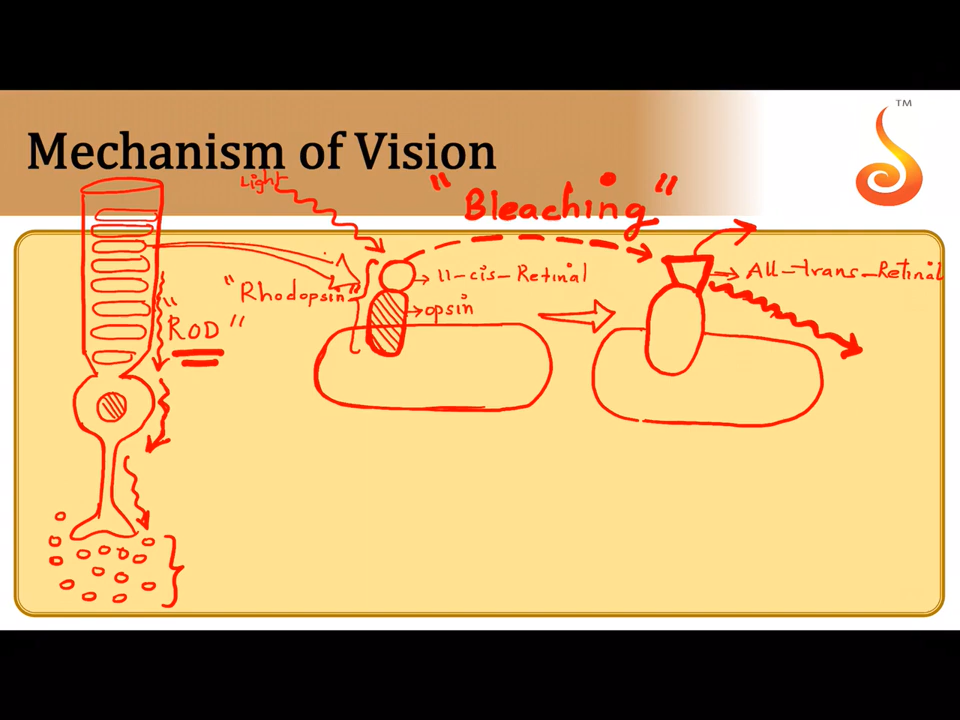 TM
Mechanism of Vision
Light
"Bleaching"
11-cis-Retinal
All-trans-Retinal
"Rhodopsin"
opsin
"ROD"